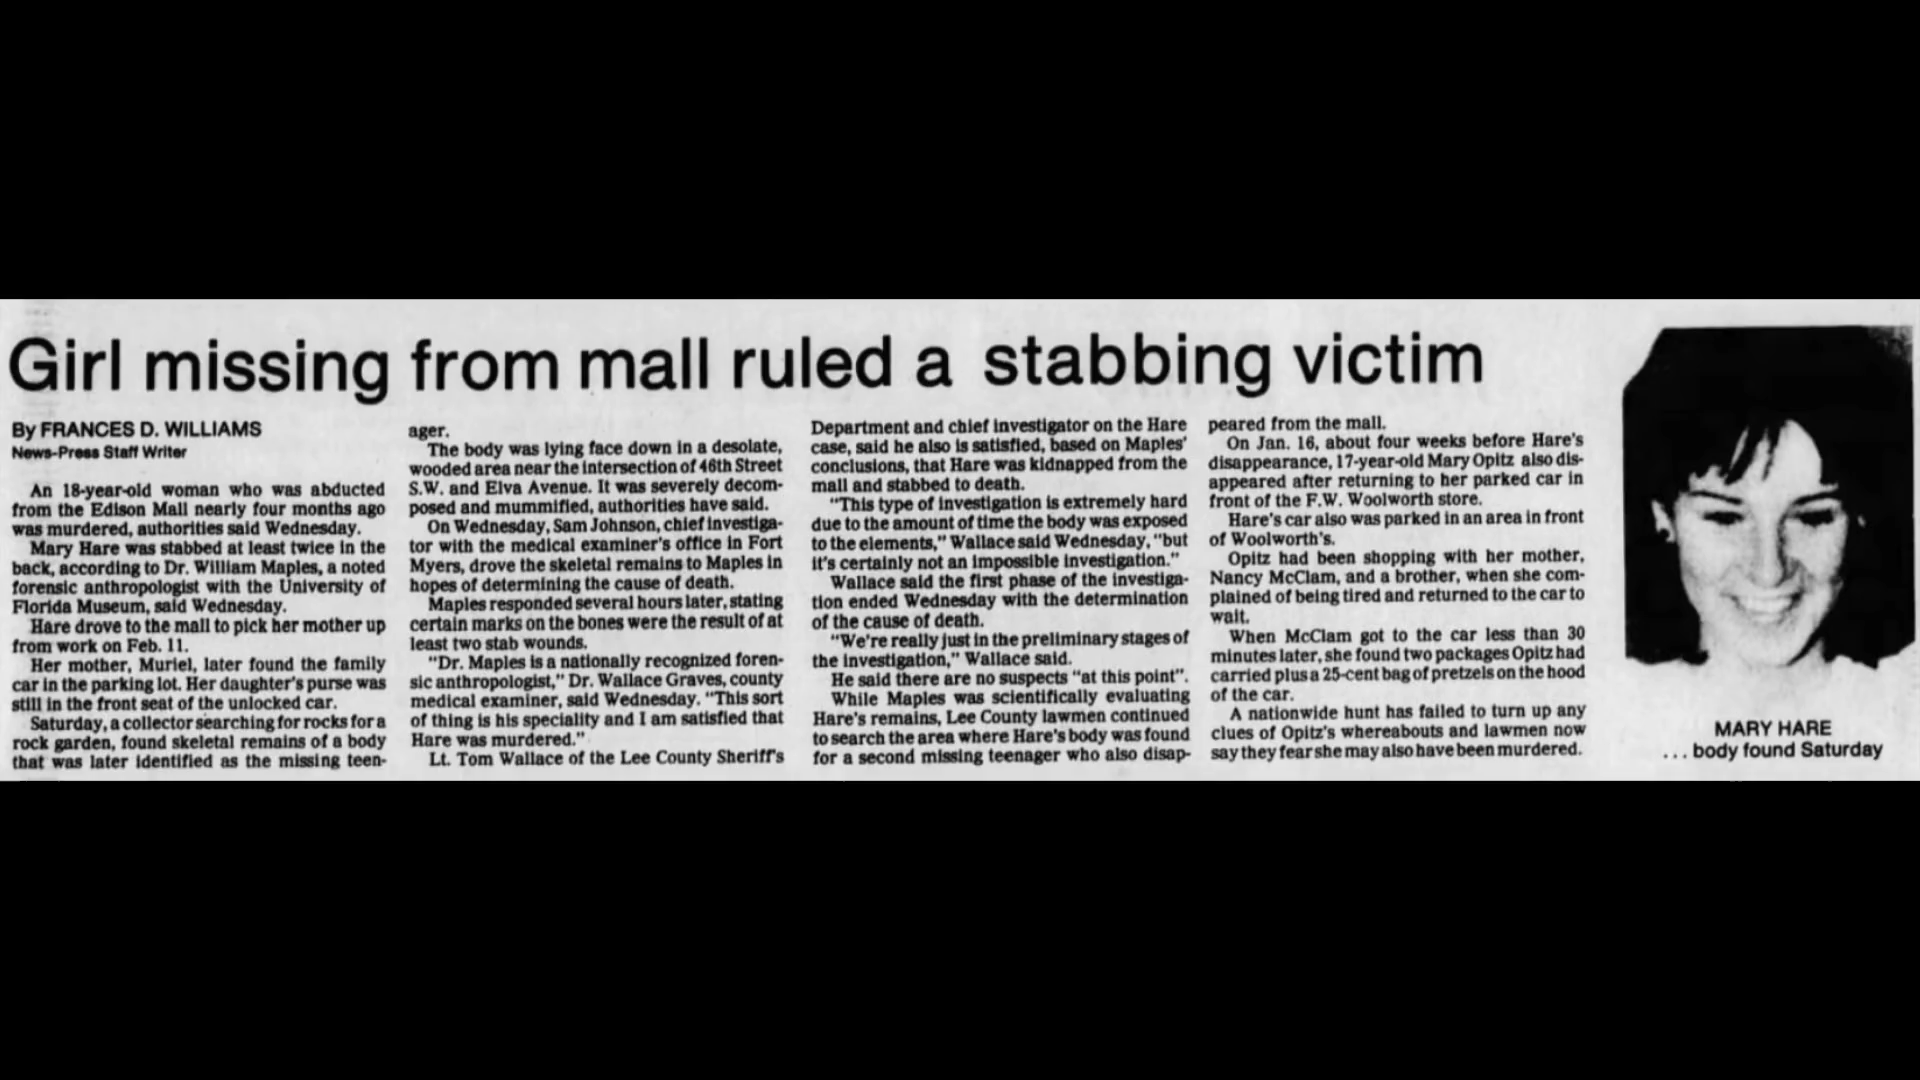 Girl missing from mall ruled a stabbing victim
By FRANCES D. WILLIAMS
News-Press Staff Writer
An 18-year-old woman who was abducted
from the Edison Mall nearly four months ago
was murdered, authorities said Wednesday.
Mary Hare was stabbed at least twice in the
back, according to Dr. William Maples, a noted
forensic anthropologist with the University of
Florida Museum, said Wednesday.
Hare drove to the mall to pick her mother up
from work on Feb. 11.
Her mother, Muriel, later found the family
car in the parking lot. Her daughter's purse was
still in the front seat of the unlocked car.
Saturday, a collector searching for rocks for a
rock garden, found skeletal remains of a body
that was later identified as the missing teen-
ager.
The body was lying face down in a desolate,
wooded area near the intersection of 46th Street
S.W. and Elva Avenue. It was severely decom-
posed and mummified, authorities have said.
On Wednesday, Sam Johnson, chief investiga-
tor with the medical examiner's office in Fort
Myers, drove the skeletal remains to Maples in
hopes of determining the cause of death.
Maples responded several hours later, stating
certain marks on the bones were the result of at
least two stab wounds.
"Dr. Maples is a nationally recognized foren-
sic anthropologist," Dr. Wallace Graves, county
medical examiner, said Wednesday. "This sort
of thing is his speciality and I am satisfied that
Hare was murdered."
Lt. Tom Wallace of the Lee County Sheriff's
Department and chief investigator on the Hare
case, said he also is satisfied, based on Maples'
conclusions, that Hare was kidnapped from the
mall and stabbed to death.
"This type of investigation is extremely hard
due to the amount of time the body was exposed
to the elements," Wallace said Wednesday, "but
it's certainly not an impossible investigation."
Wallace said the first phase of the investiga-
tion ended Wednesday with the determination
of the cause of death.
"We're really just in the preliminary stages of
the investigation," Wallace said.
He said there are no suspects "at this point".
While Maples was scientifically evaluating
Hare's remains, Lee County lawmen continued
to search the area where Hare's body was found
for a second missing teenager who also disap-
peared from the mall.
On Jan. 16, about four weeks before Hare's
disappearance, 17-year-old Mary Opitz also dis-
appeared after returning to her parked car in
front of the F.W. Woolworth store.
Hare's car also was parked in an area in front
of Woolworth's.
Opitz had been shopping with her mother,
Nancy McClam, and a brother, when she com-
plained of being tired and returned to the car to
wait.
When McClam got to the car less than 30
minutes later, she found two packages Opitz had
carried plus a 25-cent bag of pretzels on the hood
of the car.
A nationwide hunt has failed to turn up any
clues of Opitz's whereabouts and lawmen now
say they fear she may also have been murdered.
MARY HARE
. . . body found Saturday